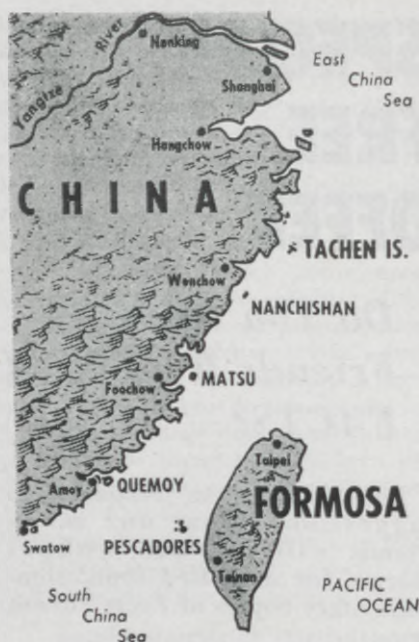 Nanking
Yangtze River
Shanghai
East
China
Sea
Hangchow
CHINA
TACHEN IS.
Wenchow
NANCHISHAN
Foochow
MATSU
Taipei
Amoy
QUEMOY
FORMOSA
Swatow
PESCADORES
Tainan
South
China
Sea
PACIFIC
OCEAN